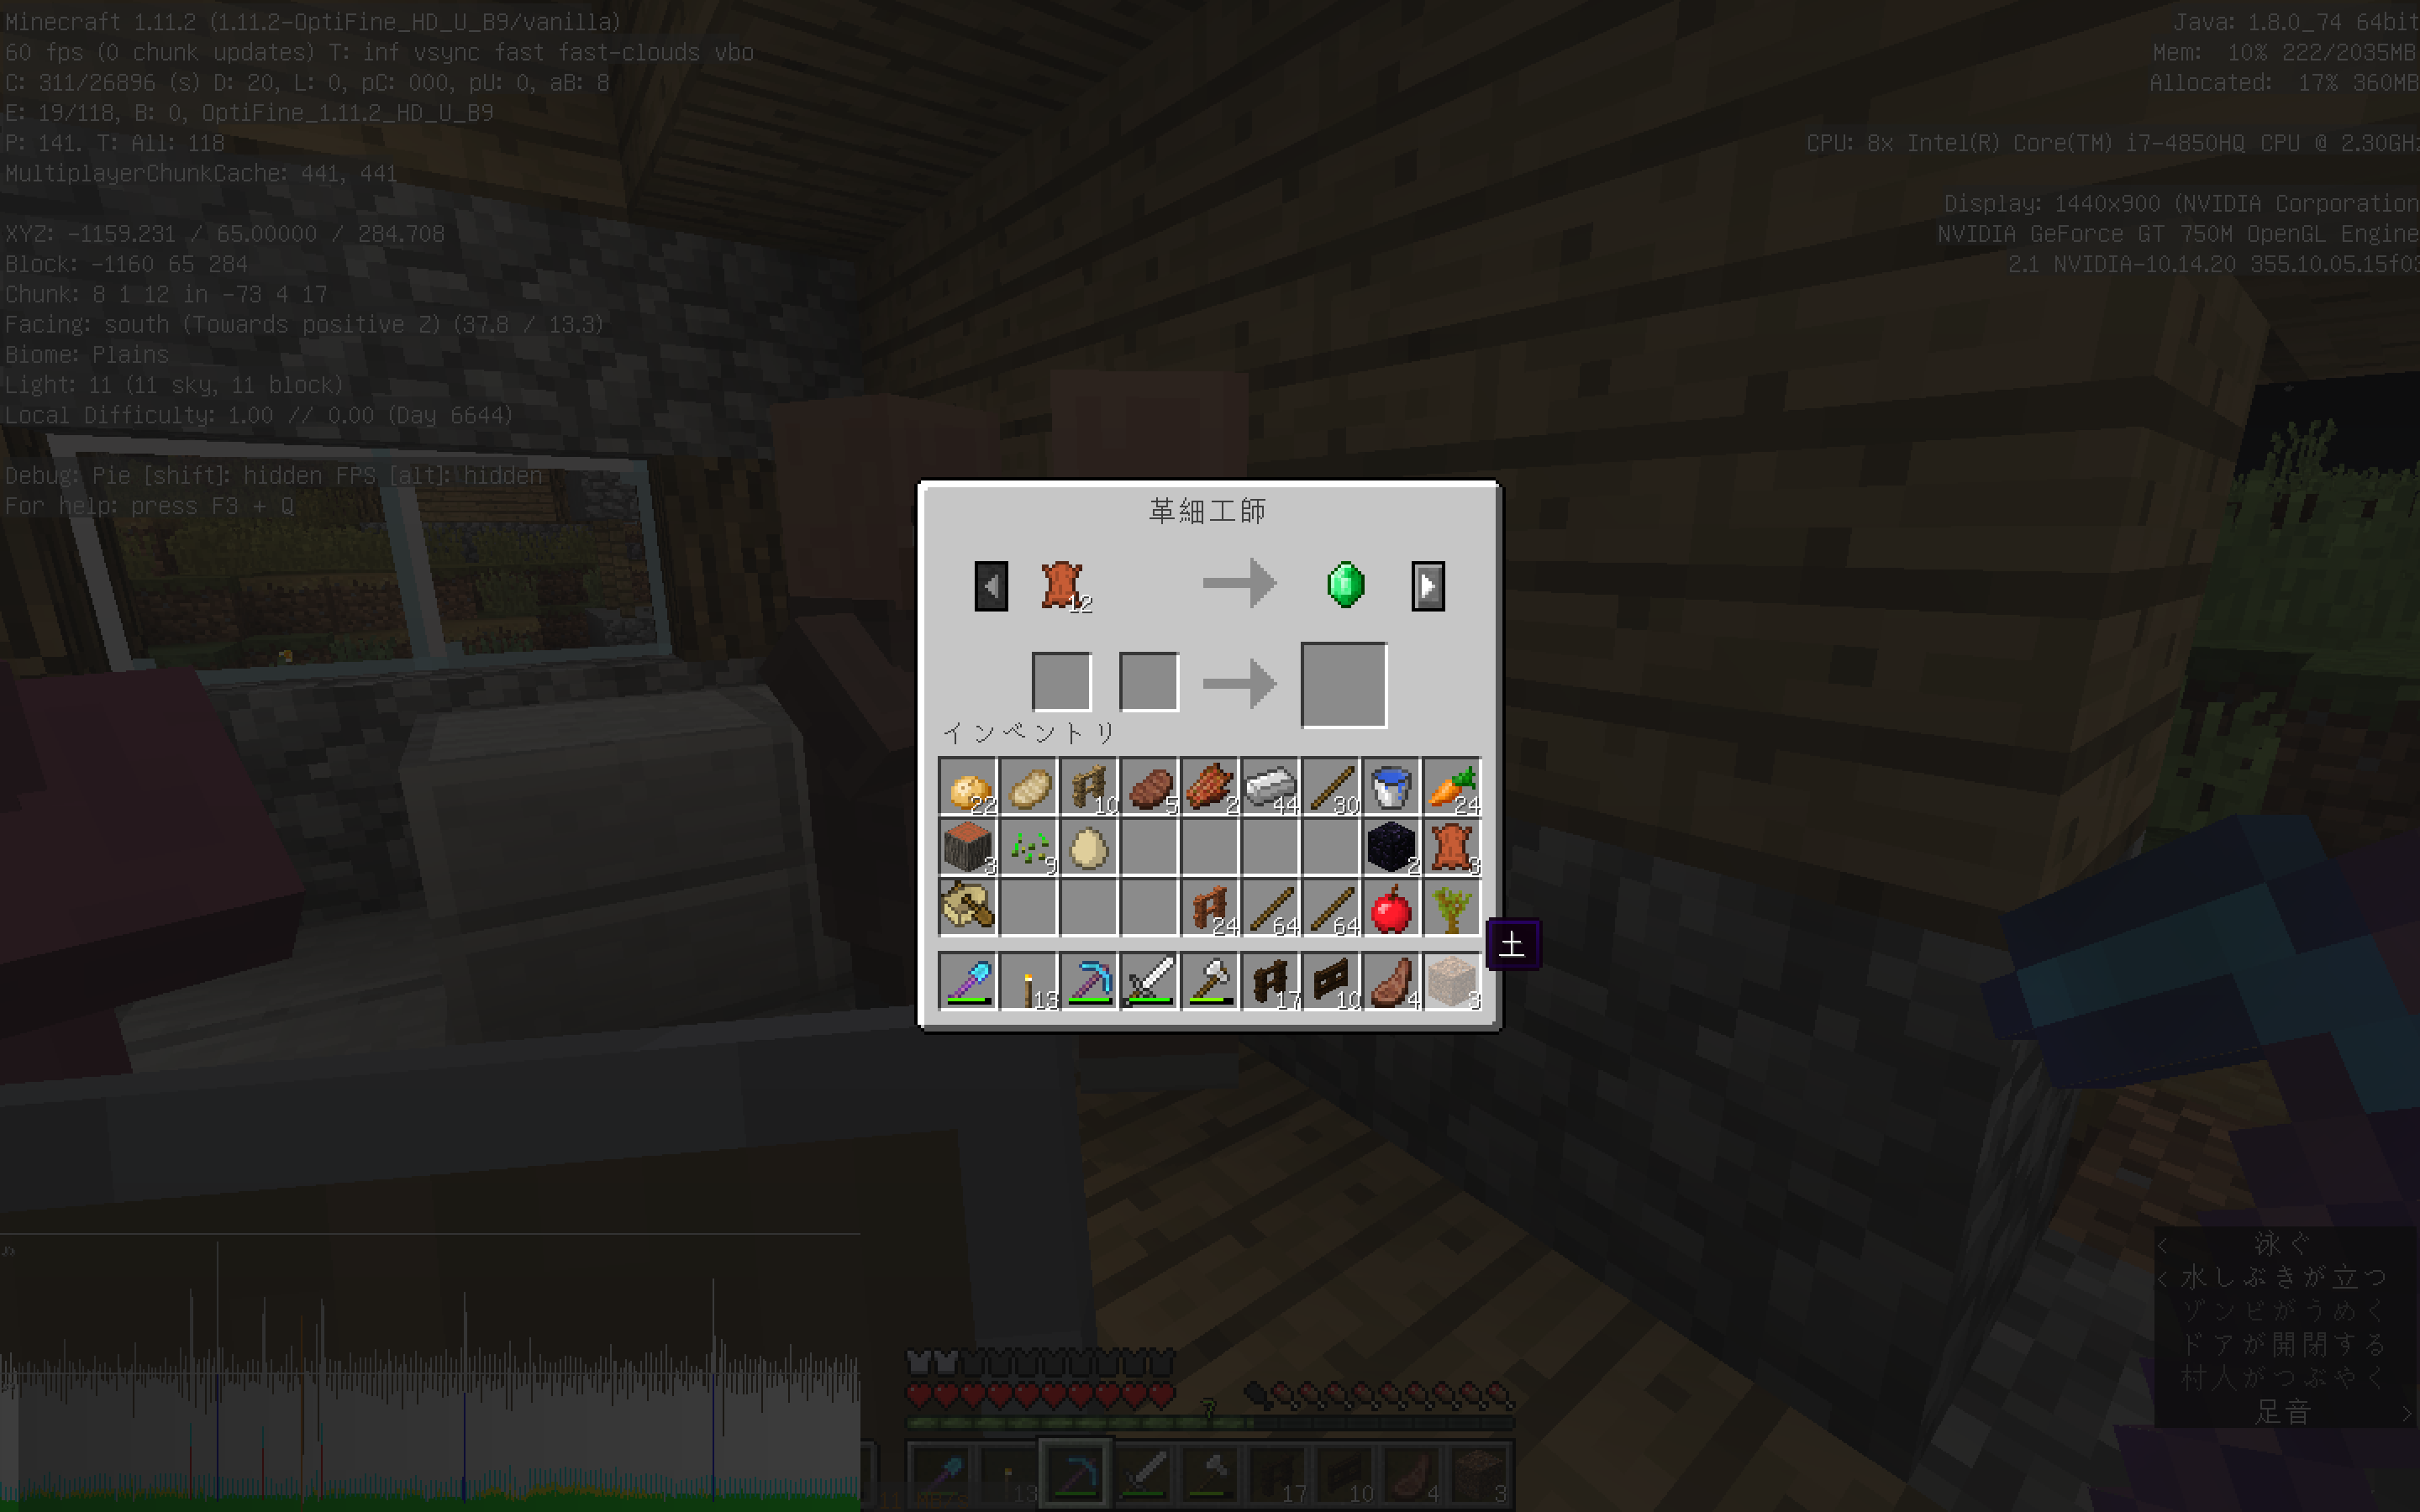 Minecraft 1.11.2 (1.11.2-OptiFine_HD_U_B9/vanilla)
60 fps (0 chunk updates) T: inf vsync fast fast-clouds vbo
C: 311/26896 (s) D: 20, L: 0, pC: 000, pU: 0, aB: 8
E: 19/118, B: 0, OptiFine_1.11.2_HD_U_B9
P: 141. T: All: 118
MultiplayerChunkCache: 441, 441
XYZ: -1159.231 / 65.00000 / 284.708
Block: -1160 65 284
Chunk: 8 1 12 in -73 4 17
Facing: south (Towards positive Z) (37.8 / 13.3)
Biome: Plains
Light: 11 (11 sky, 11 block)
Local Difficulty: 1.00 // 0.00 (Day 6644)
Debug: Pie [shift]: hidden FPS [alt]: hidden
For help: press F3 + Q
Java: 1.8.0_74 64bit
Mem: 10% 222/2035MB
Allocated: 17% 360MB
CPU: 8x Intel(R) Core(TM) i7-4850HQ CPU @ 2.30GHz
Display: 1440x900 (NVIDIA Corporation
NVIDIA GeForce GT 750M OpenGL Engine
2.1 NVIDIA-10.14.20 355.10.05.15f03
革細工師
12
インベントリ
22 10 5 2 44 30 24
3 9 2 3
24 64 64
土
13 17 10 4 3
< 泳ぐ
< 水しぶきが立つ
ゾンビがうめく
ドアが開閉する
村人がつぶやく
足音 >
13 17 10 4 3